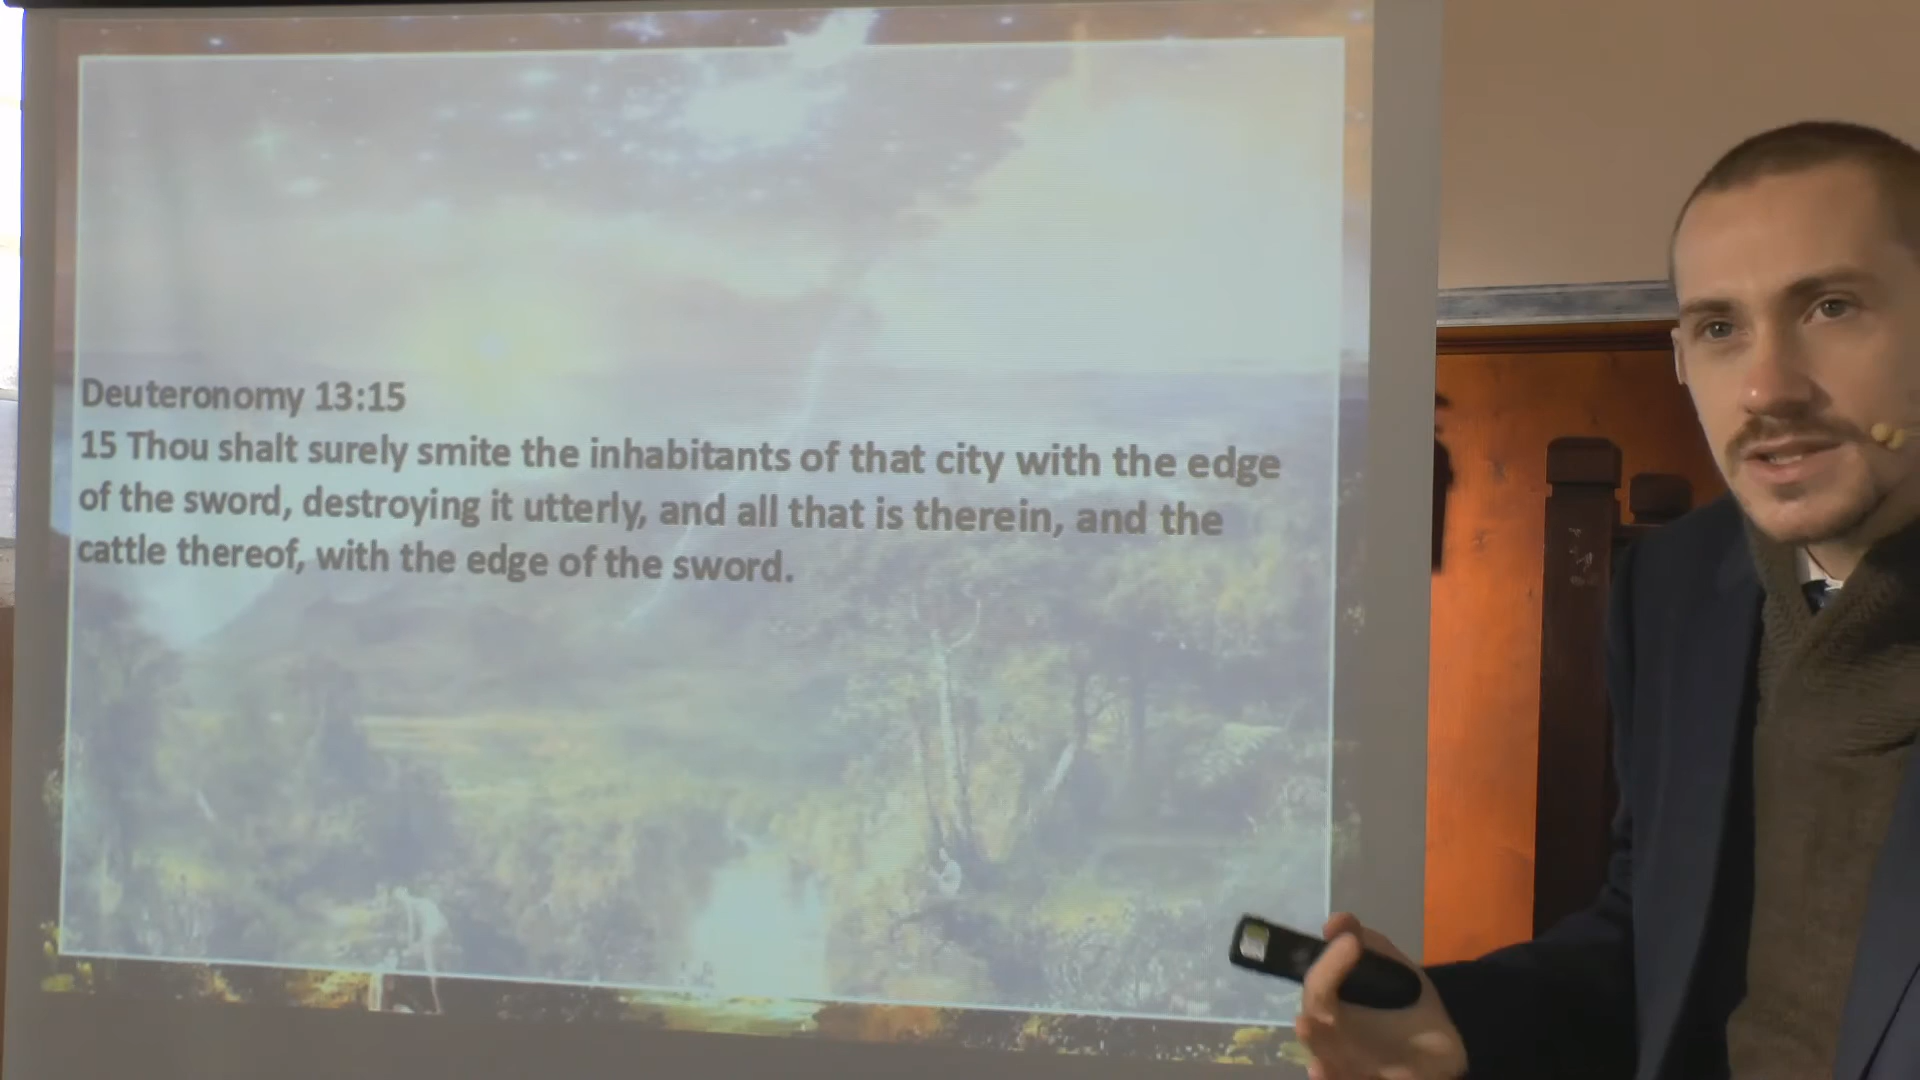 Deuteronomy 13:15
15 Thou shalt surely smite the inhabitants of that city with the edge
of the sword, destroying it utterly, and all that is therein, and the
cattle thereof, with the edge of the sword.